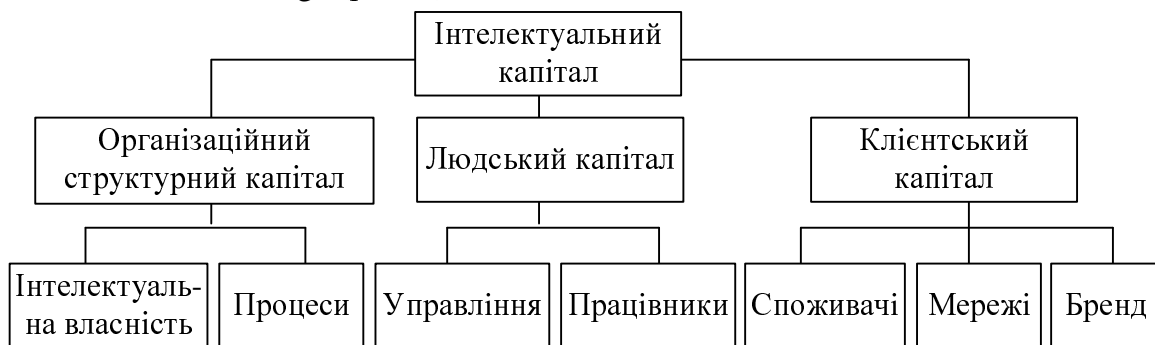 Інтелектуальний
капітал
Організаційний
структурний капітал
Людський капітал
Клієнтський
капітал
Інтелектуаль-
на власність
Процеси
Управління
Працівники
Споживачі
Мережі
Бренд